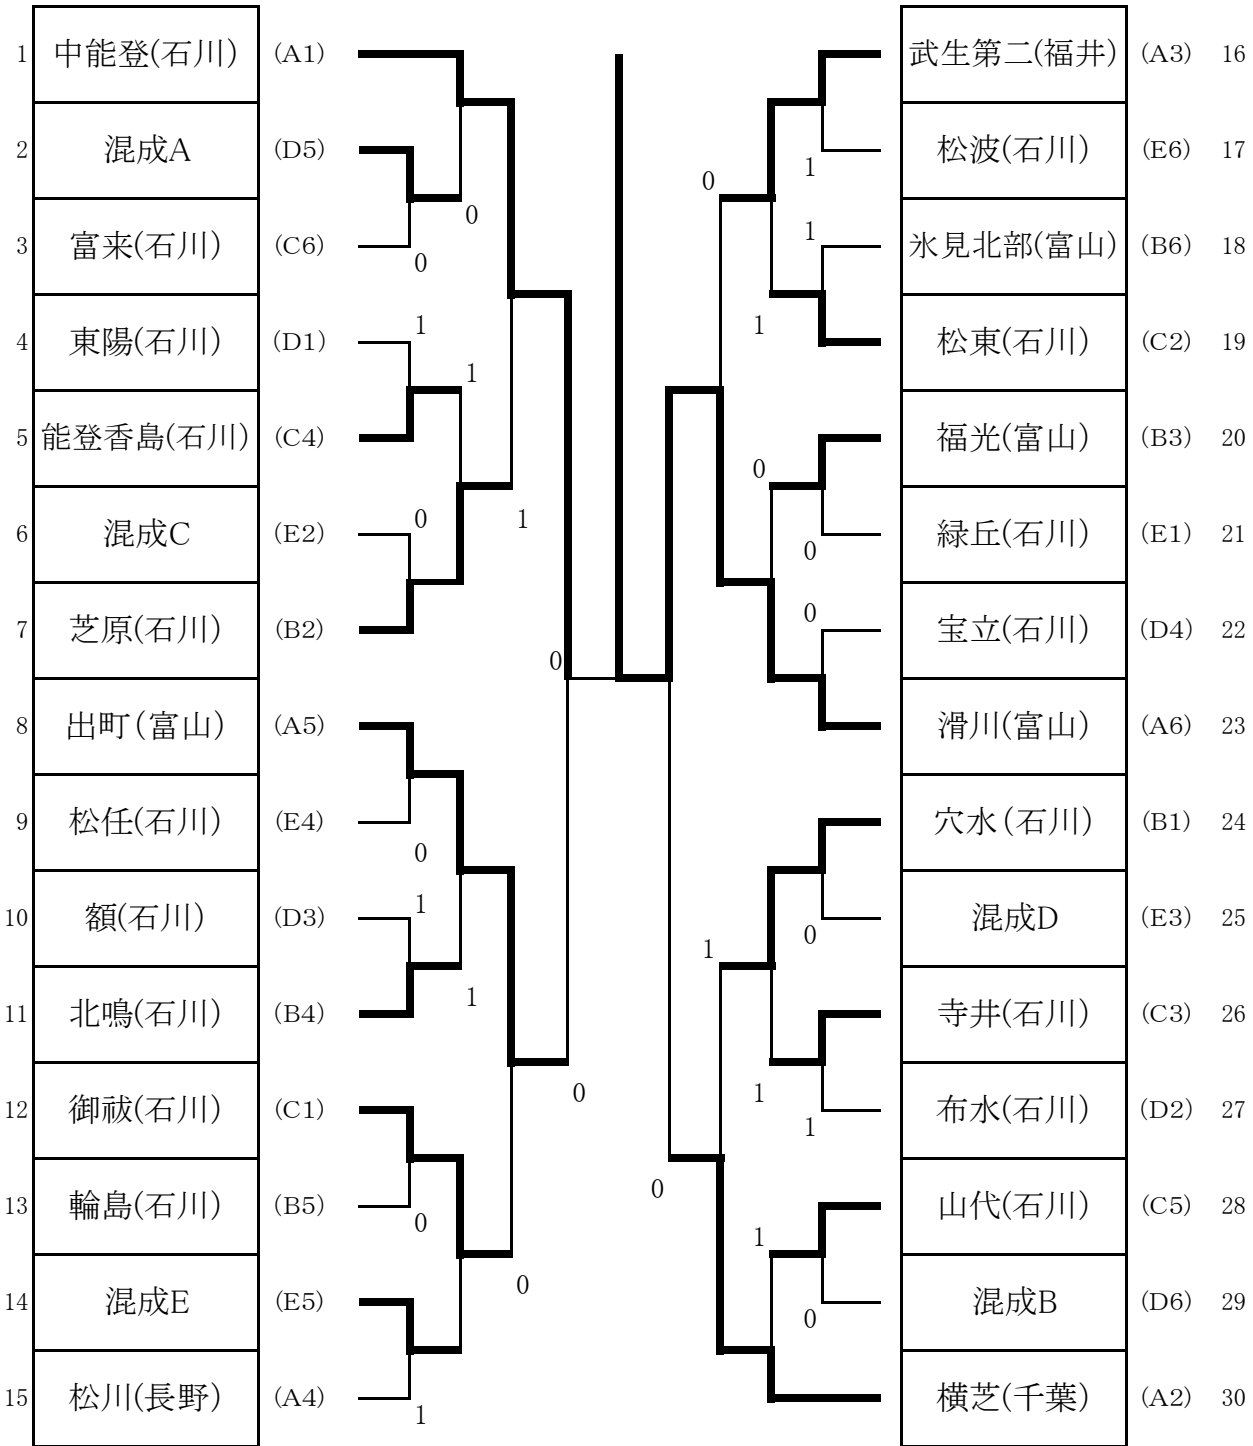 1 中能登(石川) (A1)
2 混成A (D5)
0
3 富来(石川) (C6)
0
4 東陽(石川) (D1)
1
1
5 能登香島(石川) (C4)
6 混成C (E2)
0
1
7 芝原(石川) (B2)
0
8 出町(富山) (A5)
9 松任(石川) (E4)
0
10 額(石川) (D3)
1
11 北鳴(石川) (B4)
1
0
12 御祓(石川) (C1)
13 輪島(石川) (B5)
0
0
14 混成E (E5)
15 松川(長野) (A4)
1
武生第二(福井) (A3) 16
松波(石川) (E6) 17
1
0
1
氷見北部(富山) (B6) 18
1
松東(石川) (C2) 19
福光(富山) (B3) 20
0
緑丘(石川) (E1) 21
0
0
宝立(石川) (D4) 22
滑川(富山) (A6) 23
穴水(石川) (B1) 24
混成D (E3) 25
0
1
寺井(石川) (C3) 26
1
布水(石川) (D2) 27
1
0
山代(石川) (C5) 28
1
混成B (D6) 29
0
横芝(千葉) (A2) 30